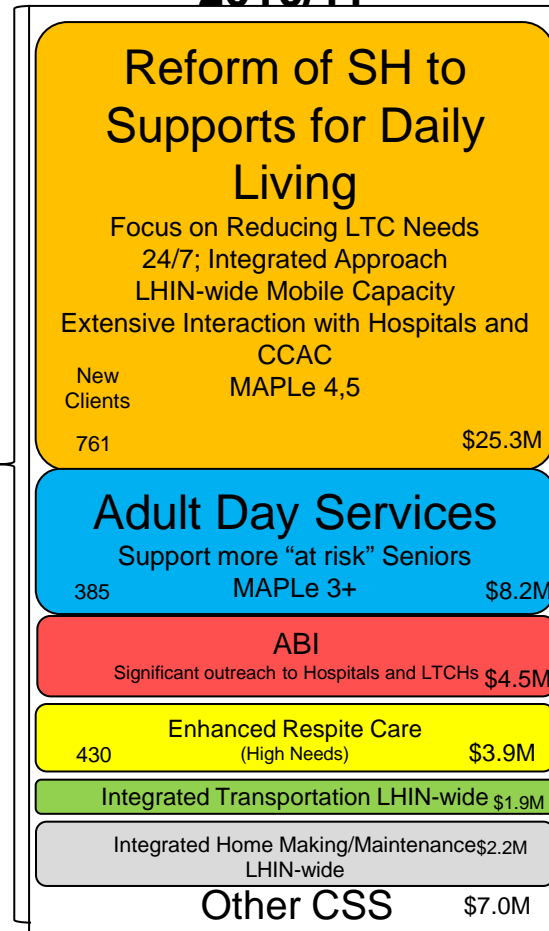 Reform of SH to
Supports for Daily
Living
Focus on Reducing LTC Needs
24/7; Integrated Approach
LHIN-wide Mobile Capacity
Extensive Interaction with Hospitals and
CCAC
MAPLe 4,5
New
Clients
761 $25.3M
Adult Day Services
Support more “at risk” Seniors
385 MAPLe 3+ $8.2M
ABI
Significant outreach to Hospitals and LTCHs $4.5M
Enhanced Respite Care
430 (High Needs) $3.9M
Integrated Transportation LHIN-wide $1.9M
Integrated Home Making/Maintenance $2.2M
LHIN-wide
Other CSS $7.0M